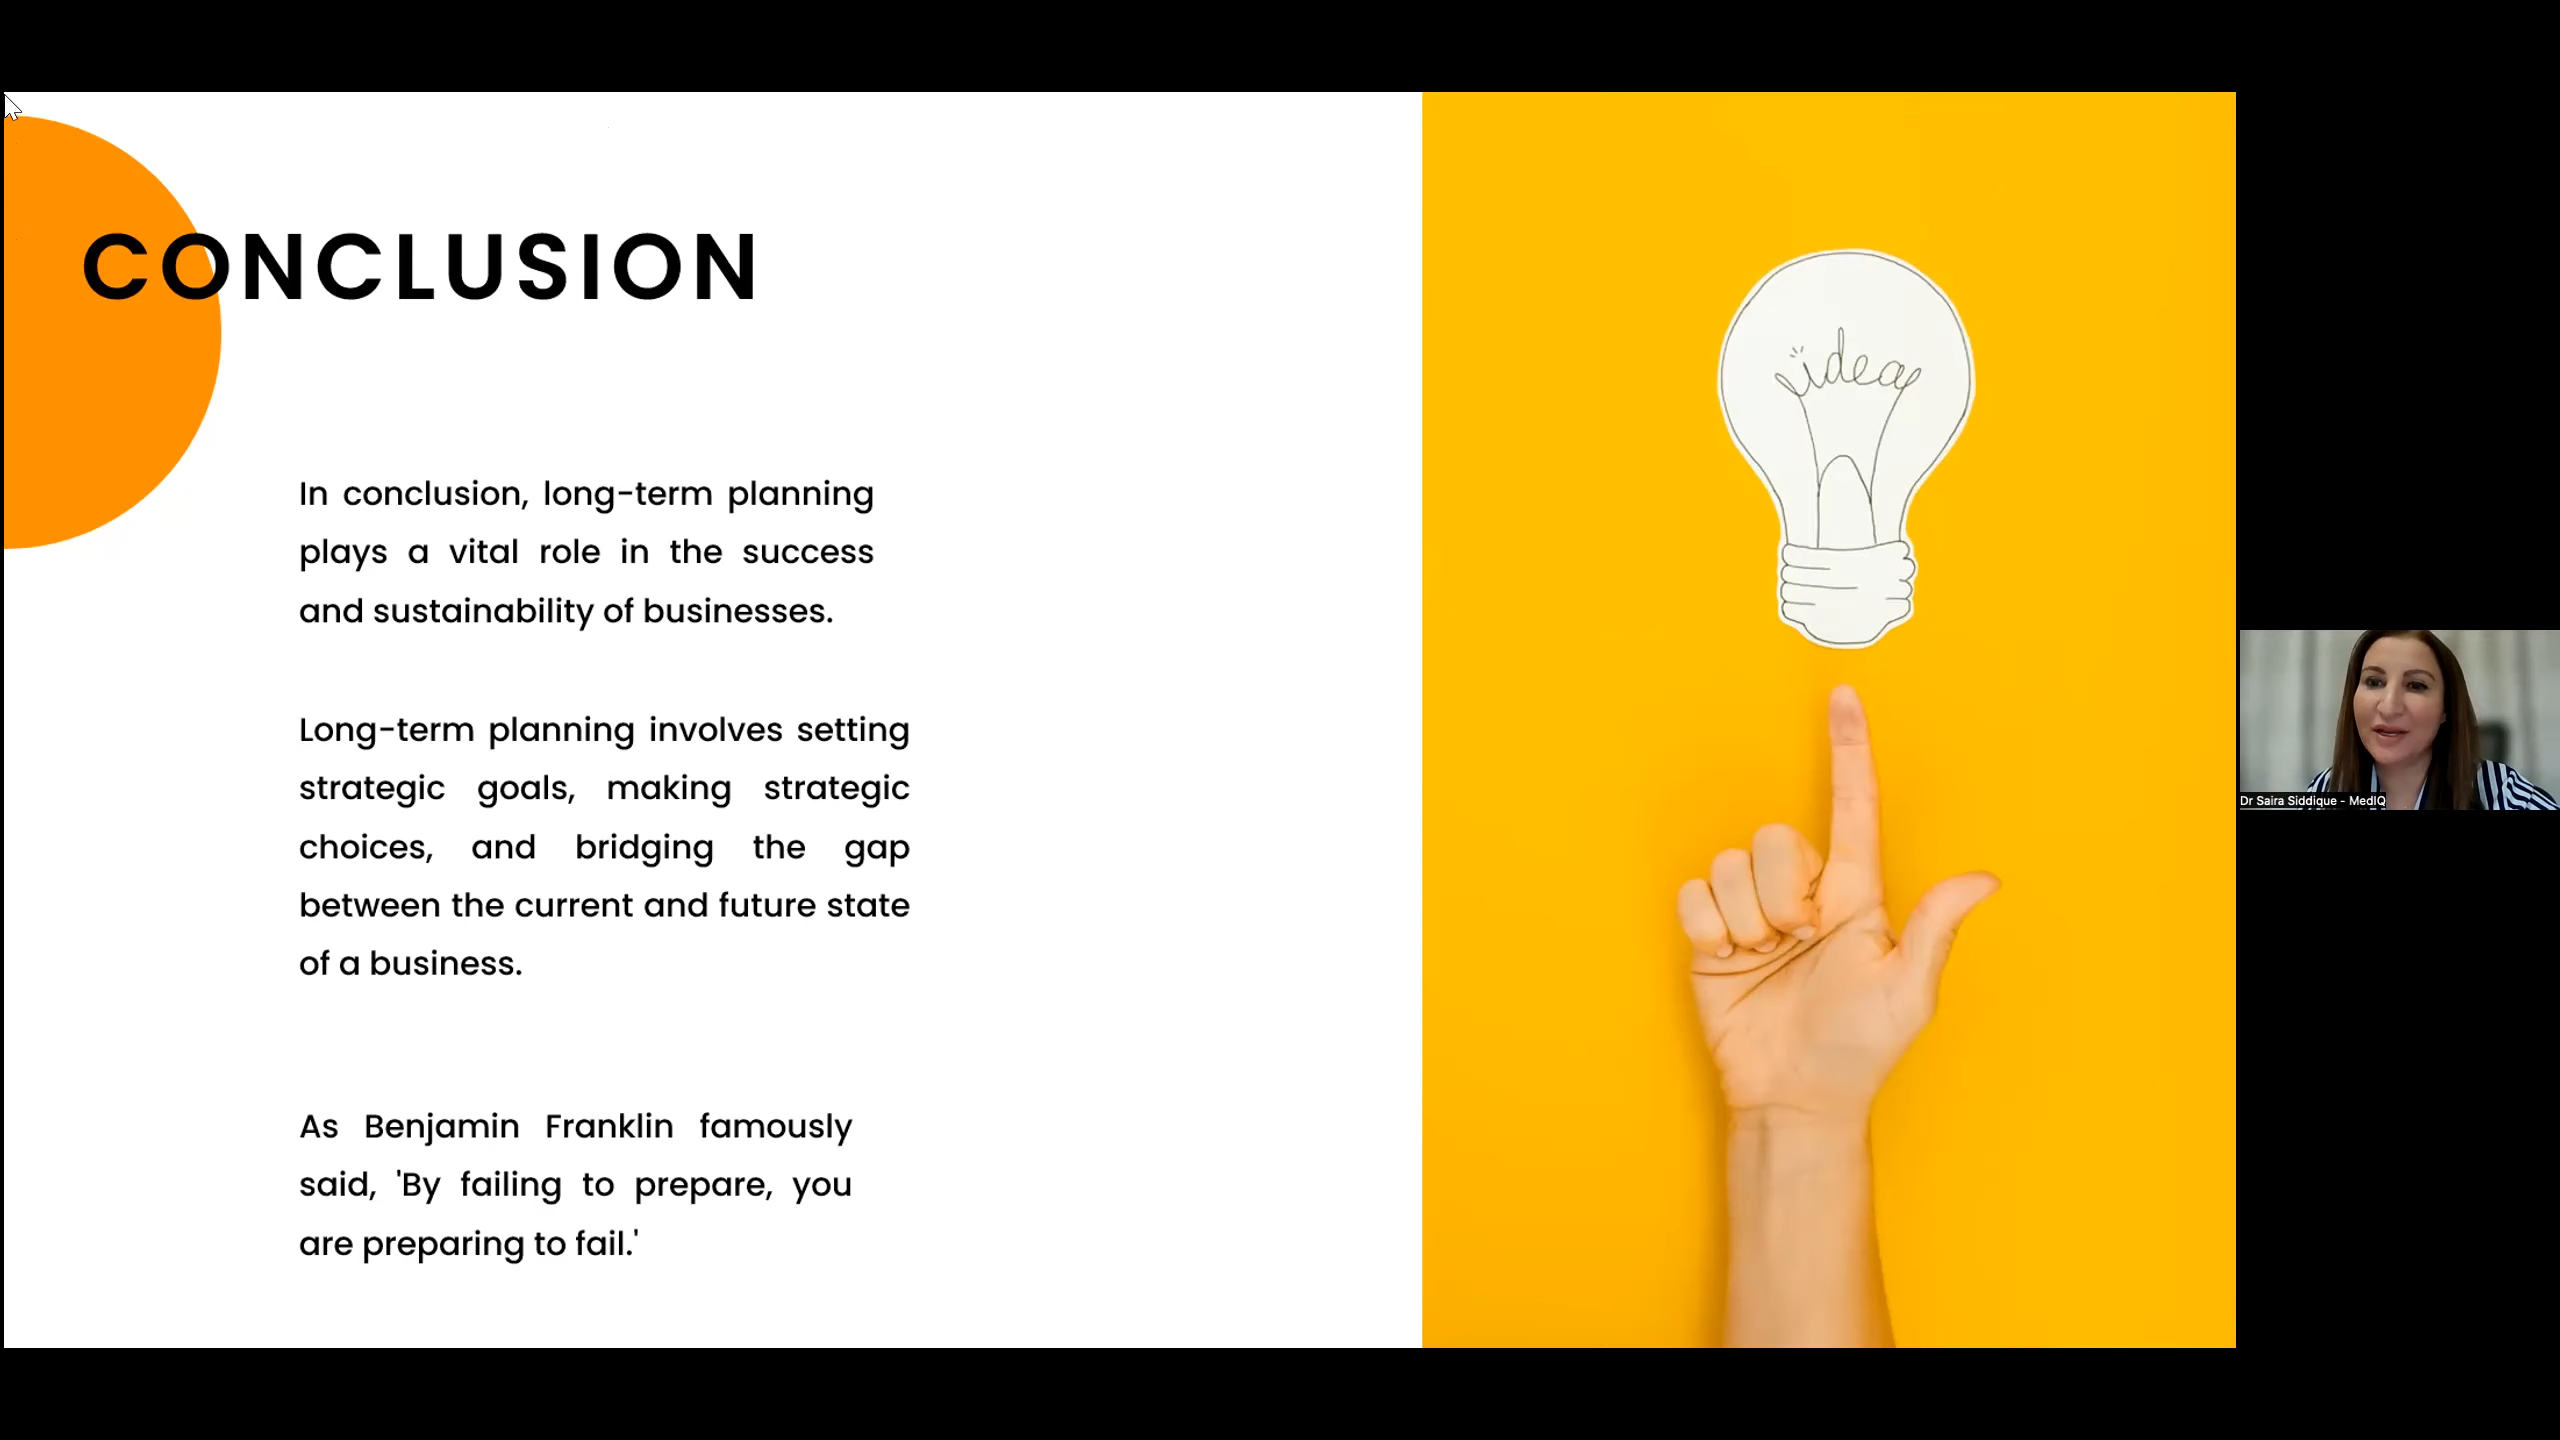 CONCLUSION
In conclusion, long-term planning
plays a vital role in the success
and sustainability of businesses.
Long-term planning involves setting
strategic goals, making strategic
choices, and bridging the gap
between the current and future state
of a business.
As Benjamin Franklin famously
said, 'By failing to prepare, you
are preparing to fail.'
idea
Dr Saira Siddique - MedIQ